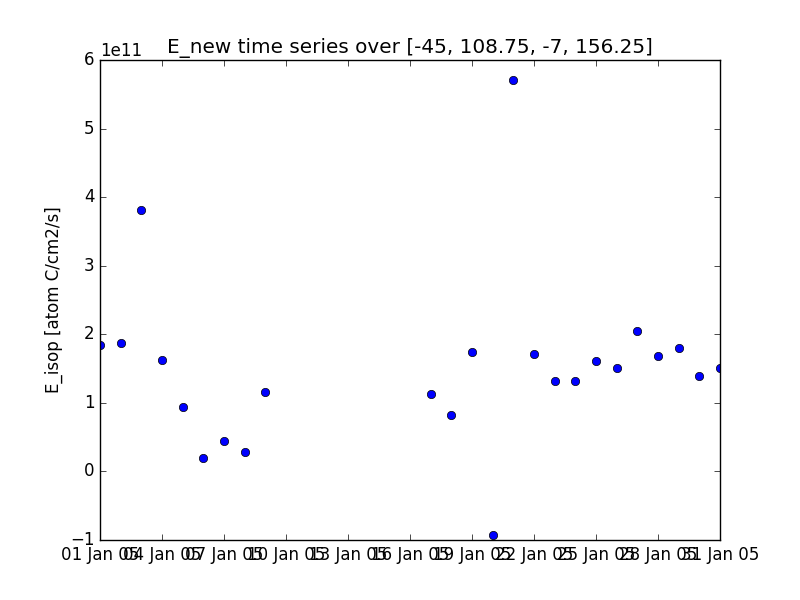 1e11
E_new time series over [-45, 108.75, -7, 156.25]
6
5
4
3
2
1
0
−1
E_isop [atom C/cm2/s]
01 Jan 05 04 Jan 05 07 Jan 05 10 Jan 05 13 Jan 05 16 Jan 05 19 Jan 05 22 Jan 05 25 Jan 05 28 Jan 05 31 Jan 05